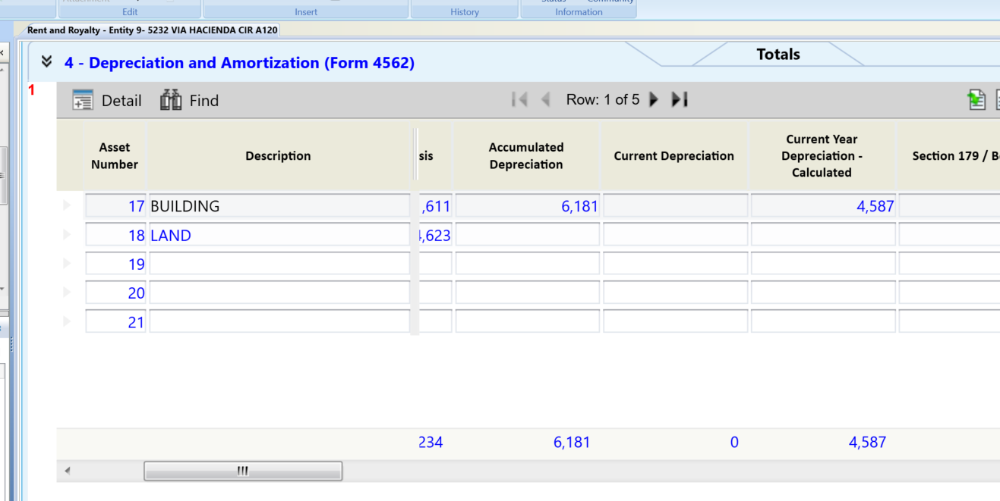 Edit Insert History Information
Rent and Royalty - Entity 9- 5232 VIA HACIENDA CIR A120
4 - Depreciation and Amortization (Form 4562)
Totals
1
Detail Find Row: 1 of 5
Asset Number Description sis Accumulated Depreciation Current Depreciation Current Year Depreciation - Calculated Section 179 / B
17 BUILDING ,611 6,181 4,587
18 LAND 4,623
19
20
21
234 6,181 0 4,587